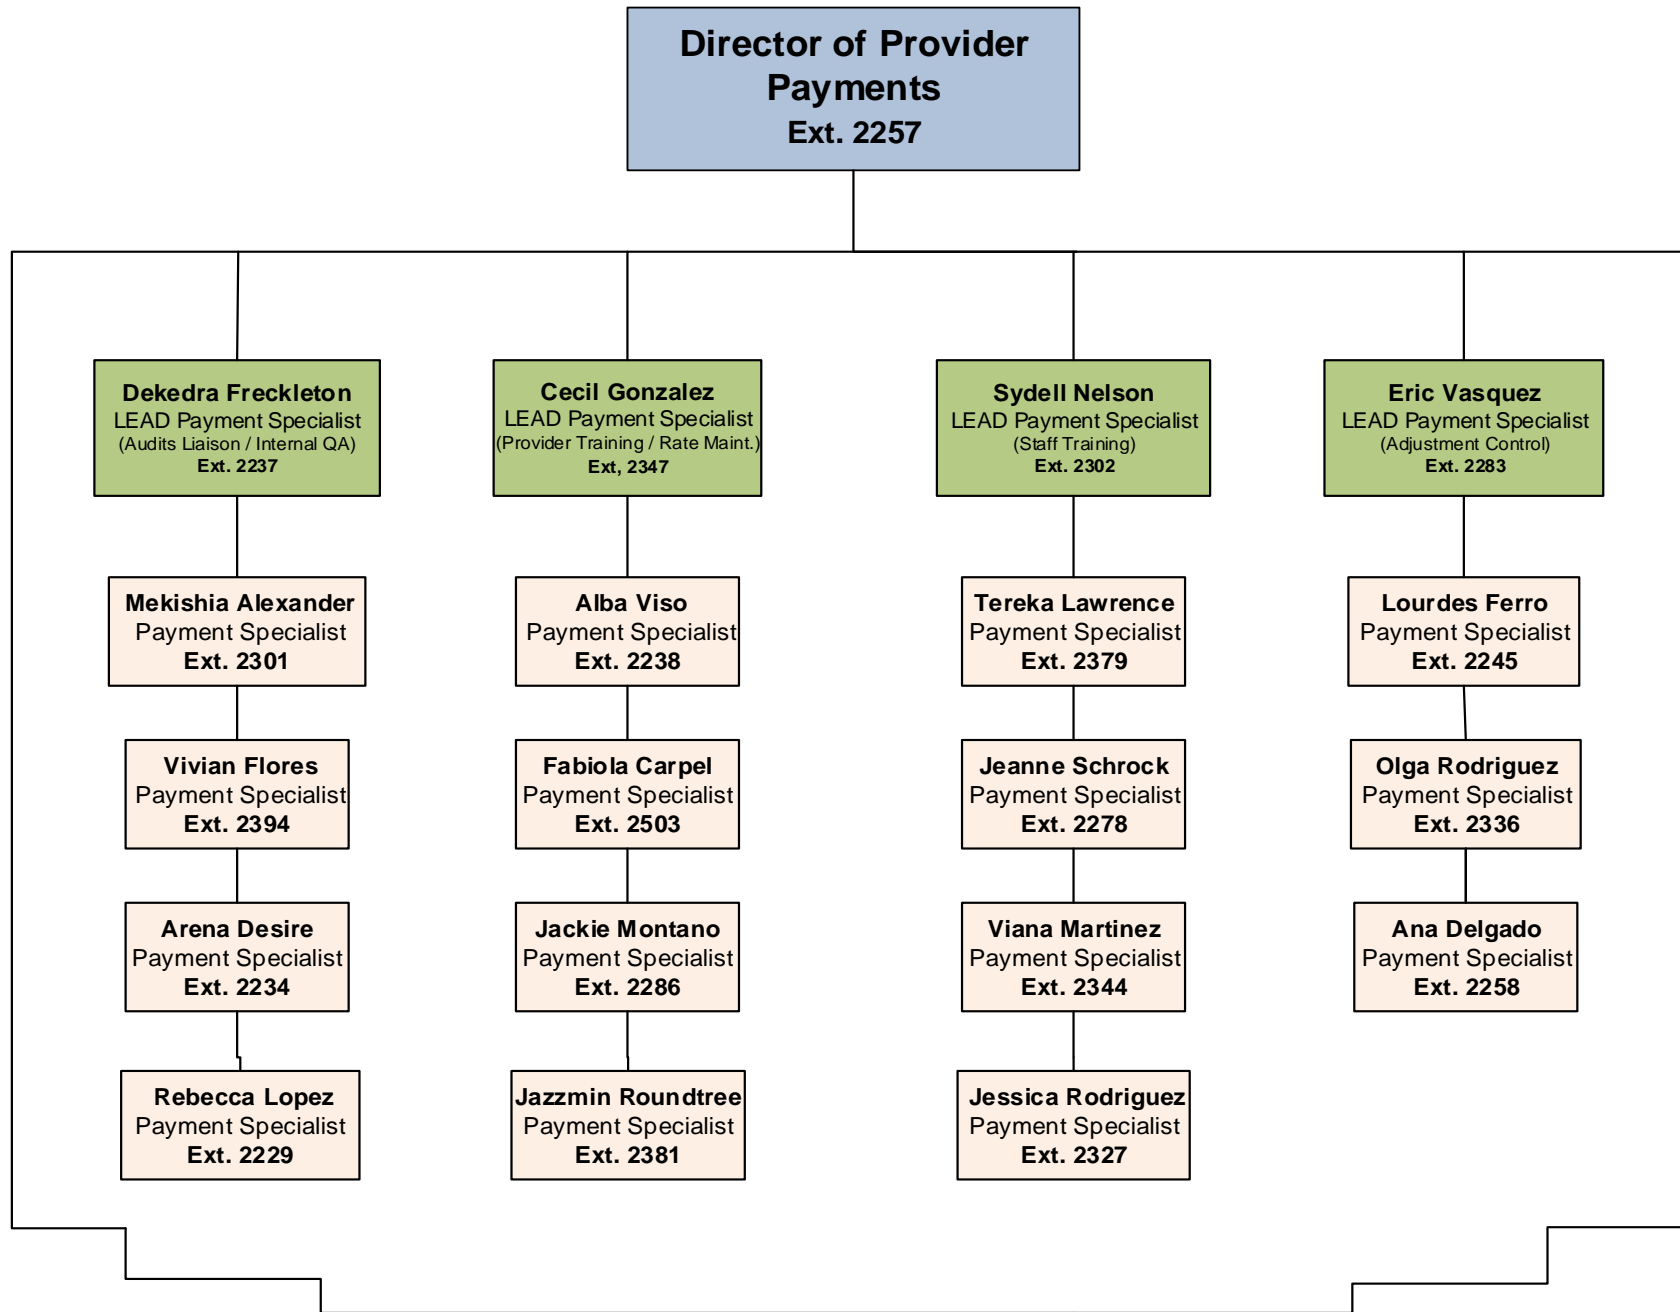 Director of Provider
Payments
Ext. 2257
Dekedra Freckleton
LEAD Payment Specialist
(Audits Liaison / Internal QA)
Ext. 2237
Cecil Gonzalez
LEAD Payment Specialist
(Provider Training / Rate Maint.)
Ext, 2347
Sydell Nelson
LEAD Payment Specialist
(Staff Training)
Ext. 2302
Eric Vasquez
LEAD Payment Specialist
(Adjustment Control)
Ext. 2283
Mekishia Alexander
Payment Specialist
Ext. 2301
Alba Viso
Payment Specialist
Ext. 2238
Tereka Lawrence
Payment Specialist
Ext. 2379
Lourdes Ferro
Payment Specialist
Ext. 2245
Vivian Flores
Payment Specialist
Ext. 2394
Fabiola Carpel
Payment Specialist
Ext. 2503
Jeanne Schrock
Payment Specialist
Ext. 2278
Olga Rodriguez
Payment Specialist
Ext. 2336
Arena Desire
Payment Specialist
Ext. 2234
Jackie Montano
Payment Specialist
Ext. 2286
Viana Martinez
Payment Specialist
Ext. 2344
Ana Delgado
Payment Specialist
Ext. 2258
Rebecca Lopez
Payment Specialist
Ext. 2229
Jazzmin Roundtree
Payment Specialist
Ext. 2381
Jessica Rodriguez
Payment Specialist
Ext. 2327